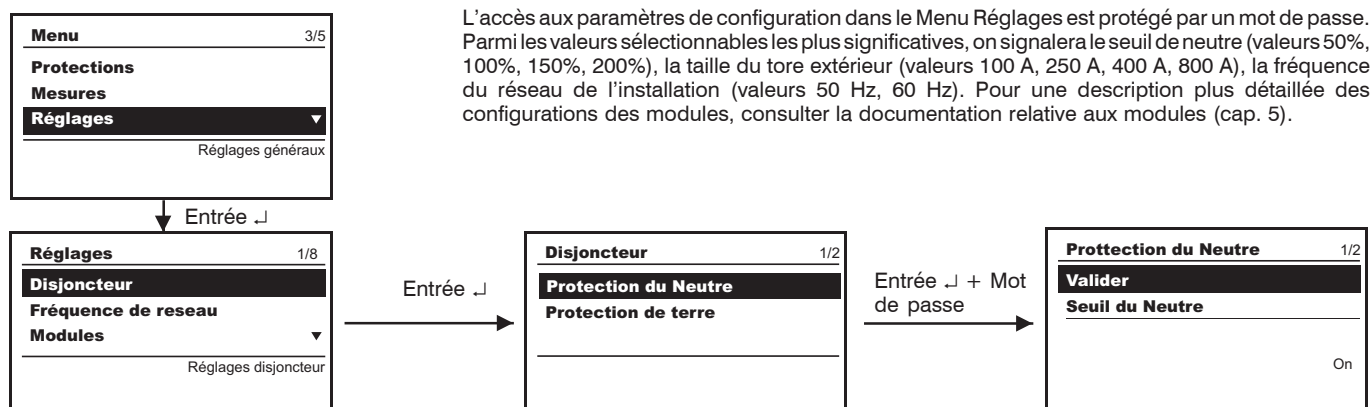 Menu 3/5
Protections
Mesures
Réglages ▼
Réglages généraux
L'accès aux paramètres de configuration dans le Menu Réglages est protégé par un mot de passe.
Parmi les valeurs sélectionnables les plus significatives, on signalera le seuil de neutre (valeurs 50%,
100%, 150%, 200%), la taille du tore extérieur (valeurs 100 A, 250 A, 400 A, 800 A), la fréquence
du réseau de l'installation (valeurs 50 Hz, 60 Hz). Pour une description plus détaillée des
configurations des modules, consulter la documentation relative aux modules (cap. 5).
Entrée ↵
Réglages 1/8
Disjoncteur
Fréquence de reseau
Modules ▼
Réglages disjoncteur
Entrée ↵
Disjoncteur 1/2
Protection du Neutre
Protection de terre
Entrée ↵ + Mot
de passe
Prottection du Neutre 1/2
Valider
Seuil du Neutre
On